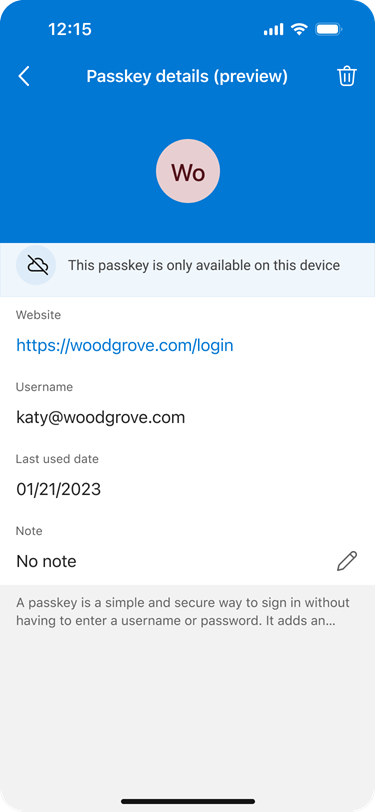 12:15
Passkey details (preview)
Wo
This passkey is only available on this device
Website
https://woodgrove.com/login
Username
katy@woodgrove.com
Last used date
01/21/2023
Note
No note
A passkey is a simple and secure way to sign in without
having to enter a username or password. It adds an...